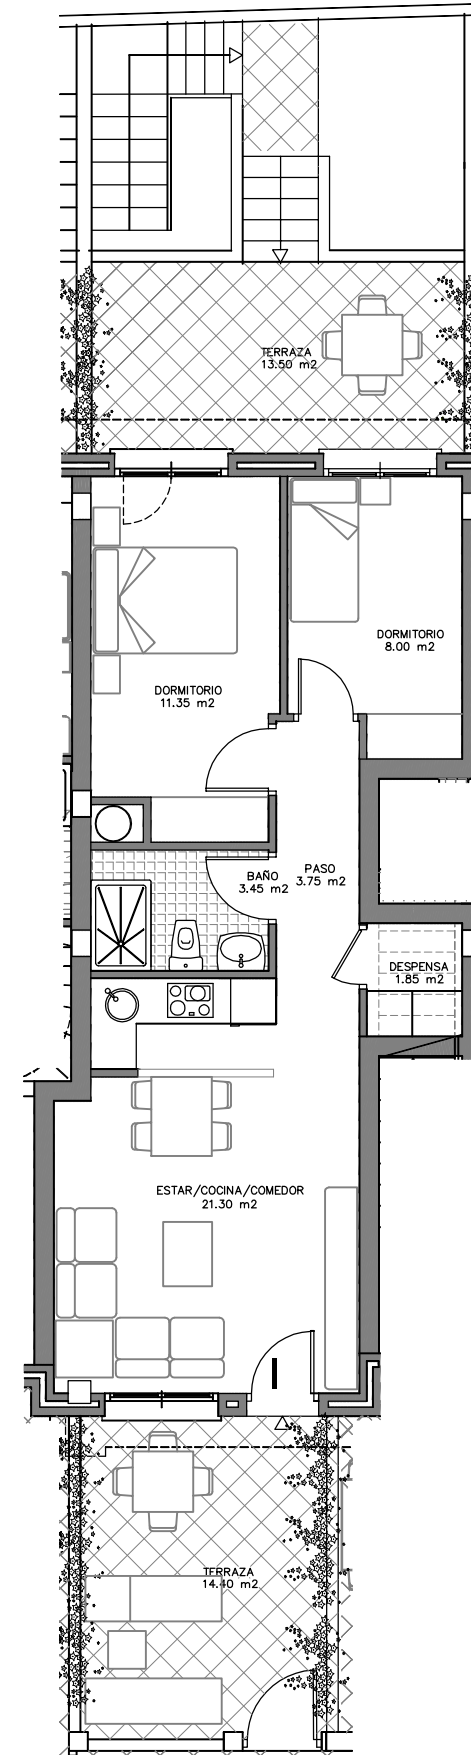 TERRAZA
13.50 m2
DORMITORIO
8.00 m2
DORMITORIO
11.35 m2
BAÑO
3.45 m2
PASO
3.75 m2
DESPENSA
1.85 m2
ESTAR/COCINA/COMEDOR
21.30 m2
TERRAZA
14.40 m2